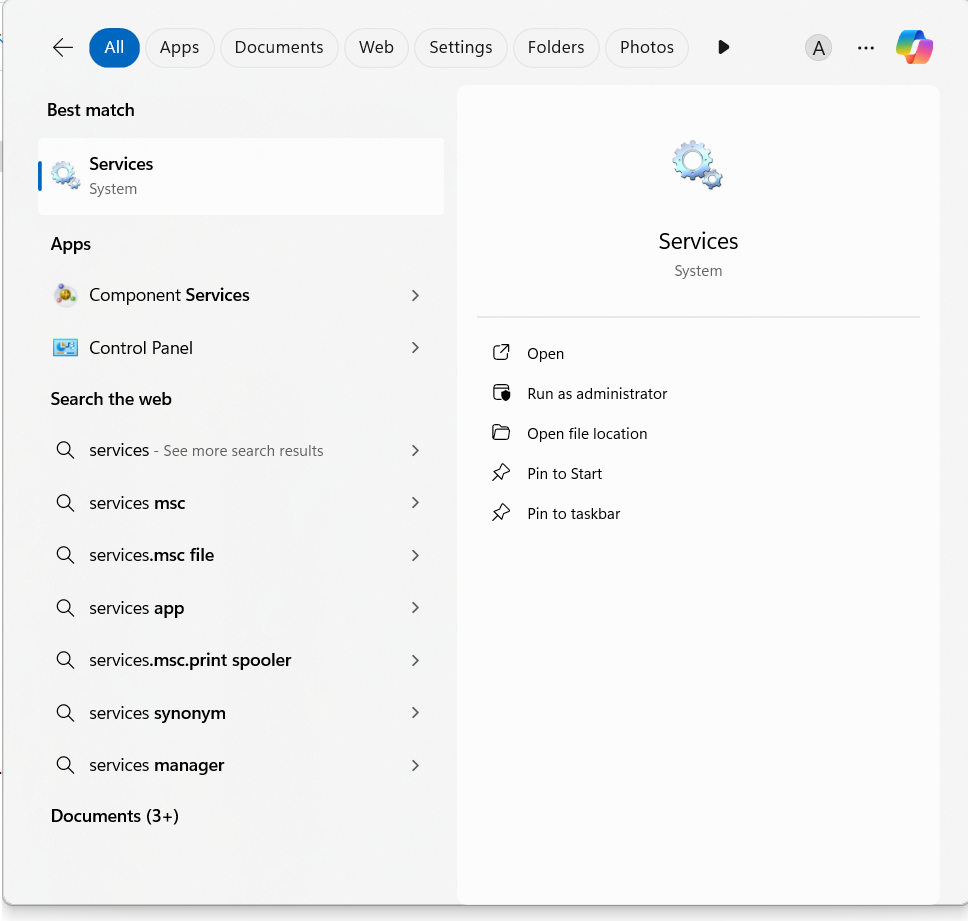 All
Apps
Documents
Web
Settings
Folders
Photos
A
Best match
Services
System
Apps
Component Services
Control Panel
Search the web
services - See more search results
services msc
services.msc file
services app
services.msc.print spooler
services synonym
services manager
Documents (3+)
Services
System
Open
Run as administrator
Open file location
Pin to Start
Pin to taskbar